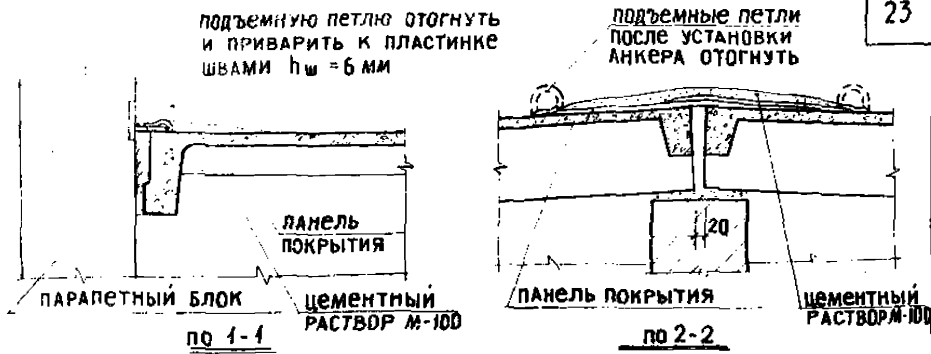 ПОДЪЕМНУЮ ПЕТЛЮ ОТОГНУТЬ
И ПРИВАРИТЬ К ПЛАСТИНКЕ
ШВАМИ hш = 6 ММ
ПОДЪЕМНЫЕ ПЕТЛИ
ПОСЛЕ УСТАНОВКИ
АНКЕРА ОТОГНУТЬ
23
ПАНЕЛЬ
ПОКРЫТИЯ
20
ПАРАПЕТНЫЙ БЛОК
ЦЕМЕНТНЫЙ
РАСТВОР М-100
ПО 1-1
ПАНЕЛЬ ПОКРЫТИЯ
ЦЕМЕНТНЫЙ
РАСТВОР М-100
ПО 2-2